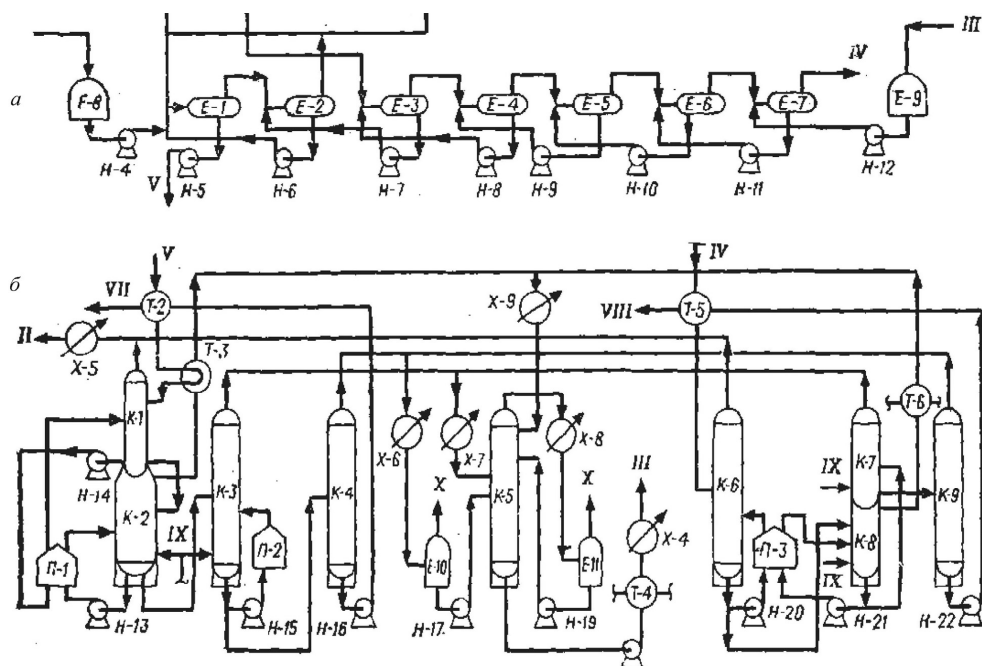 III
IV
а
E-8
E-1
E-2
E-3
E-4
E-5
E-6
E-7
E-9
H-4
V
H-5
H-6
H-7
H-8
H-9
H-10
H-11
H-12
б
V
IV
VII
T-2
X-9
VIII
T-5
II
X-5
T-3
T-6
K-1
X-6
X-7
X-8
K-7
H-14
K-3
K-4
K-5
X
X
III
K-6
IX
K-9
K-2
IX
X-4
П-1
П-2
E-10
E-11
T-4
П-3
K-8
IX
H-13
H-15
H-16
H-17
H-19
H-20
H-21
H-22